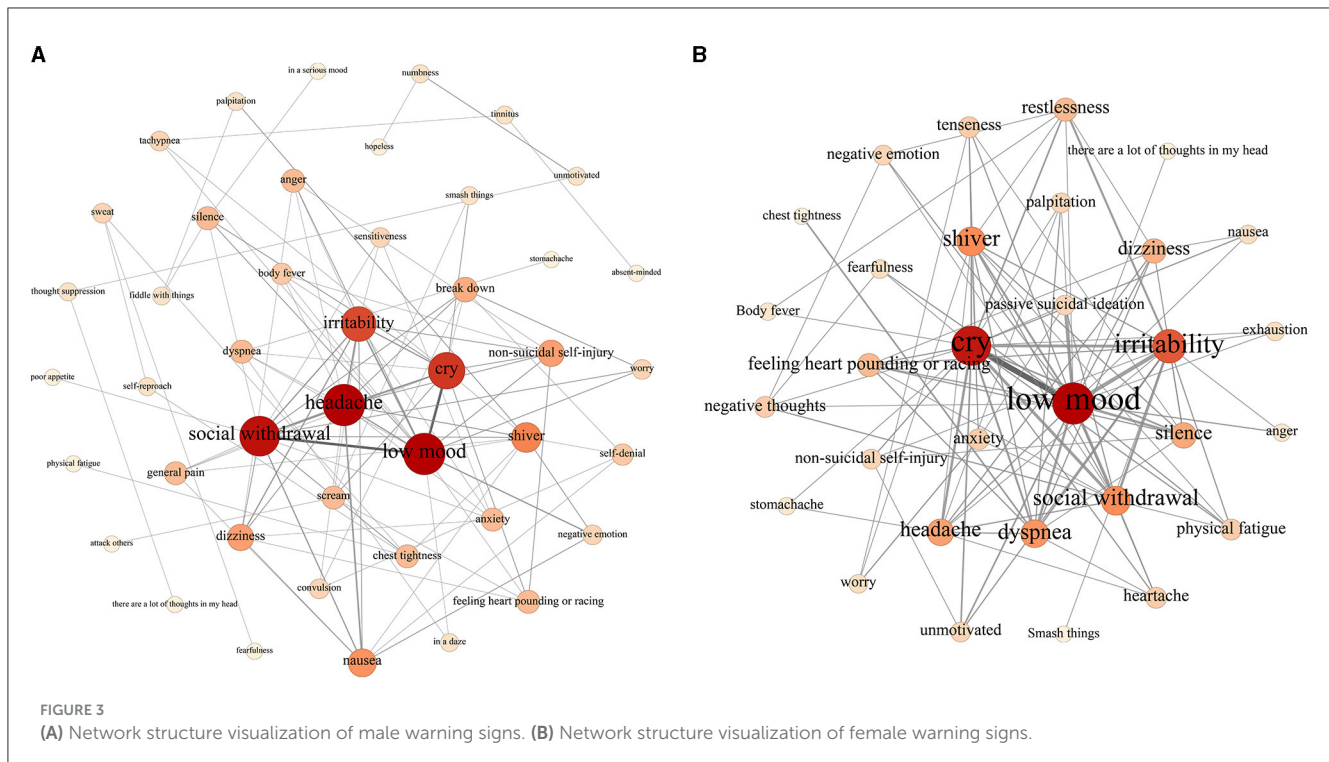 A
in a serious mood
numbness
palpitation
tinnitus
tachypnea
hopeless
unmotivated
anger
smash things
sweat
silence
sensitiveness
stomachache
absent-minded
body fever
break down
thought suppression
fiddle with things
irritability
non-suicidal self-injury
dyspnea
worry
cry
poor appetite
self-reproach
headache
social withdrawal
shiver
low mood
self-denial
physical fatigue
general pain
scream
anxiety
dizziness
negative emotion
attack others
chest tightness
convulsion
feeling heart pounding or racing
there are a lot of thoughts in my head
in a daze
fearfulness
nausea
B
restlessness
tenseness
there are a lot of thoughts in my head
negative emotion
palpitation
chest tightness
nausea
shiver
dizziness
fearfulness
passive suicidal ideation
Body fever
exhaustion
cry
irritability
feeling heart pounding or racing
low mood
negative thoughts
anxiety
silence
anger
non-suicidal self-injury
social withdrawal
stomachache
headache
dyspnea
physical fatigue
worry
heartache
unmotivated
Smash things
FIGURE 3
(A) Network structure visualization of male warning signs. (B) Network structure visualization of female warning signs.